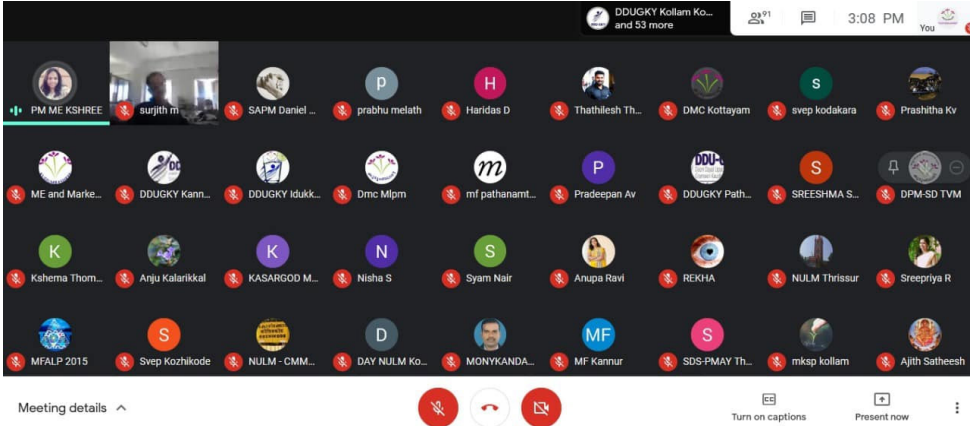 DDUGKY Kollam Ko...
and 53 more
91
3:08 PM
You
PM ME KSHREE
surjith m
SAPM Daniel ...
p
prabhu melath
H
Haridas D
Thathilesh Th...
DMC Kottayam
s
svep kodakara
Prashitha Kv
ME and Marke...
DDUGKY Kann...
DDUGKY Idukk...
Dmc Mlpm
m
mf pathanamt...
P
Pradeepan Av
DDU-G
DDUGKY Path...
S
SREESHMA S...
DPM-SD TVM
K
Kshema Thom...
Anju Kalarikkal
K
KASARGOD M...
N
Nisha S
S
Syam Nair
Anupa Ravi
REKHA
NULM Thrissur
Sreepriya R
MFALP 2015
S
Svep Kozhikode
NULM - CMM...
D
DAY NULM Ko...
MONYKANDA...
MF
MF Kannur
S
SDS-PMAY Th...
mksp kollam
Ajith Satheesh
Meeting details
CC
Turn on captions
Present now